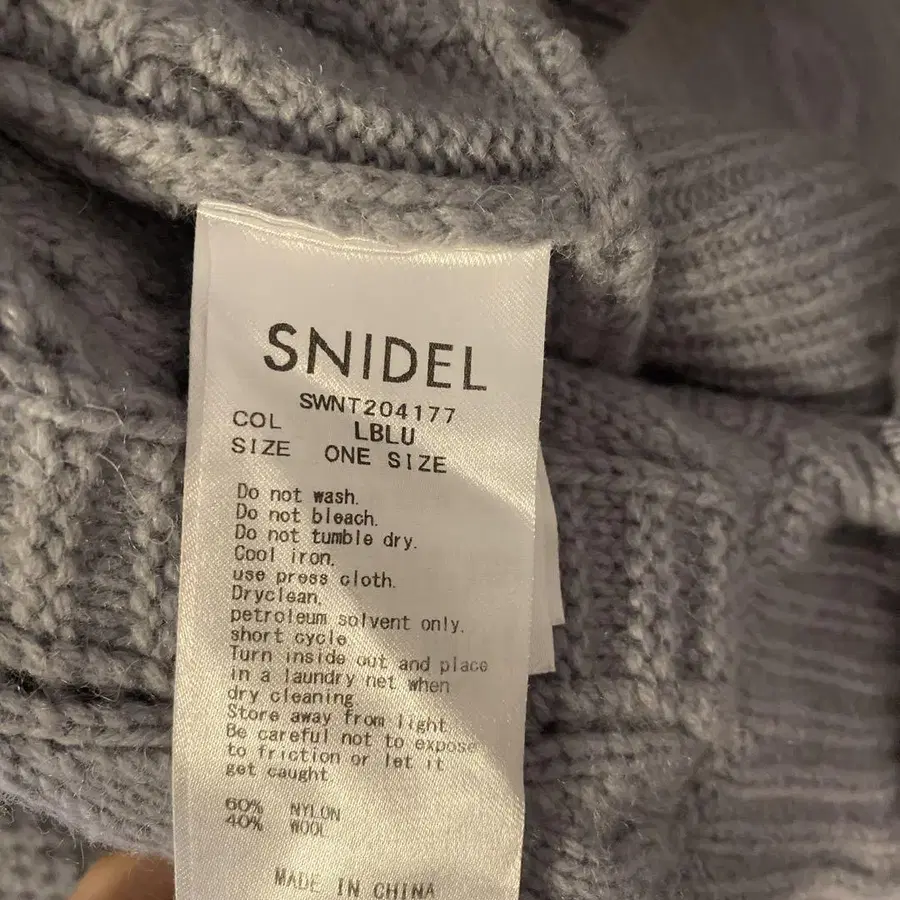 SNIDEL
SWNT204177
COL LBLU
SIZE ONE SIZE
Do not wash.
Do not bleach.
Do not tumble dry.
Cool iron.
use press cloth.
Dryclean.
petroleum solvent only.
short cycle
Turn inside out and place
in a laundry net when
dry cleaning
Store away from light
Be careful not to expose
to friction or let it
get caught
60% NYLON
40% WOOL
MADE IN CHINA